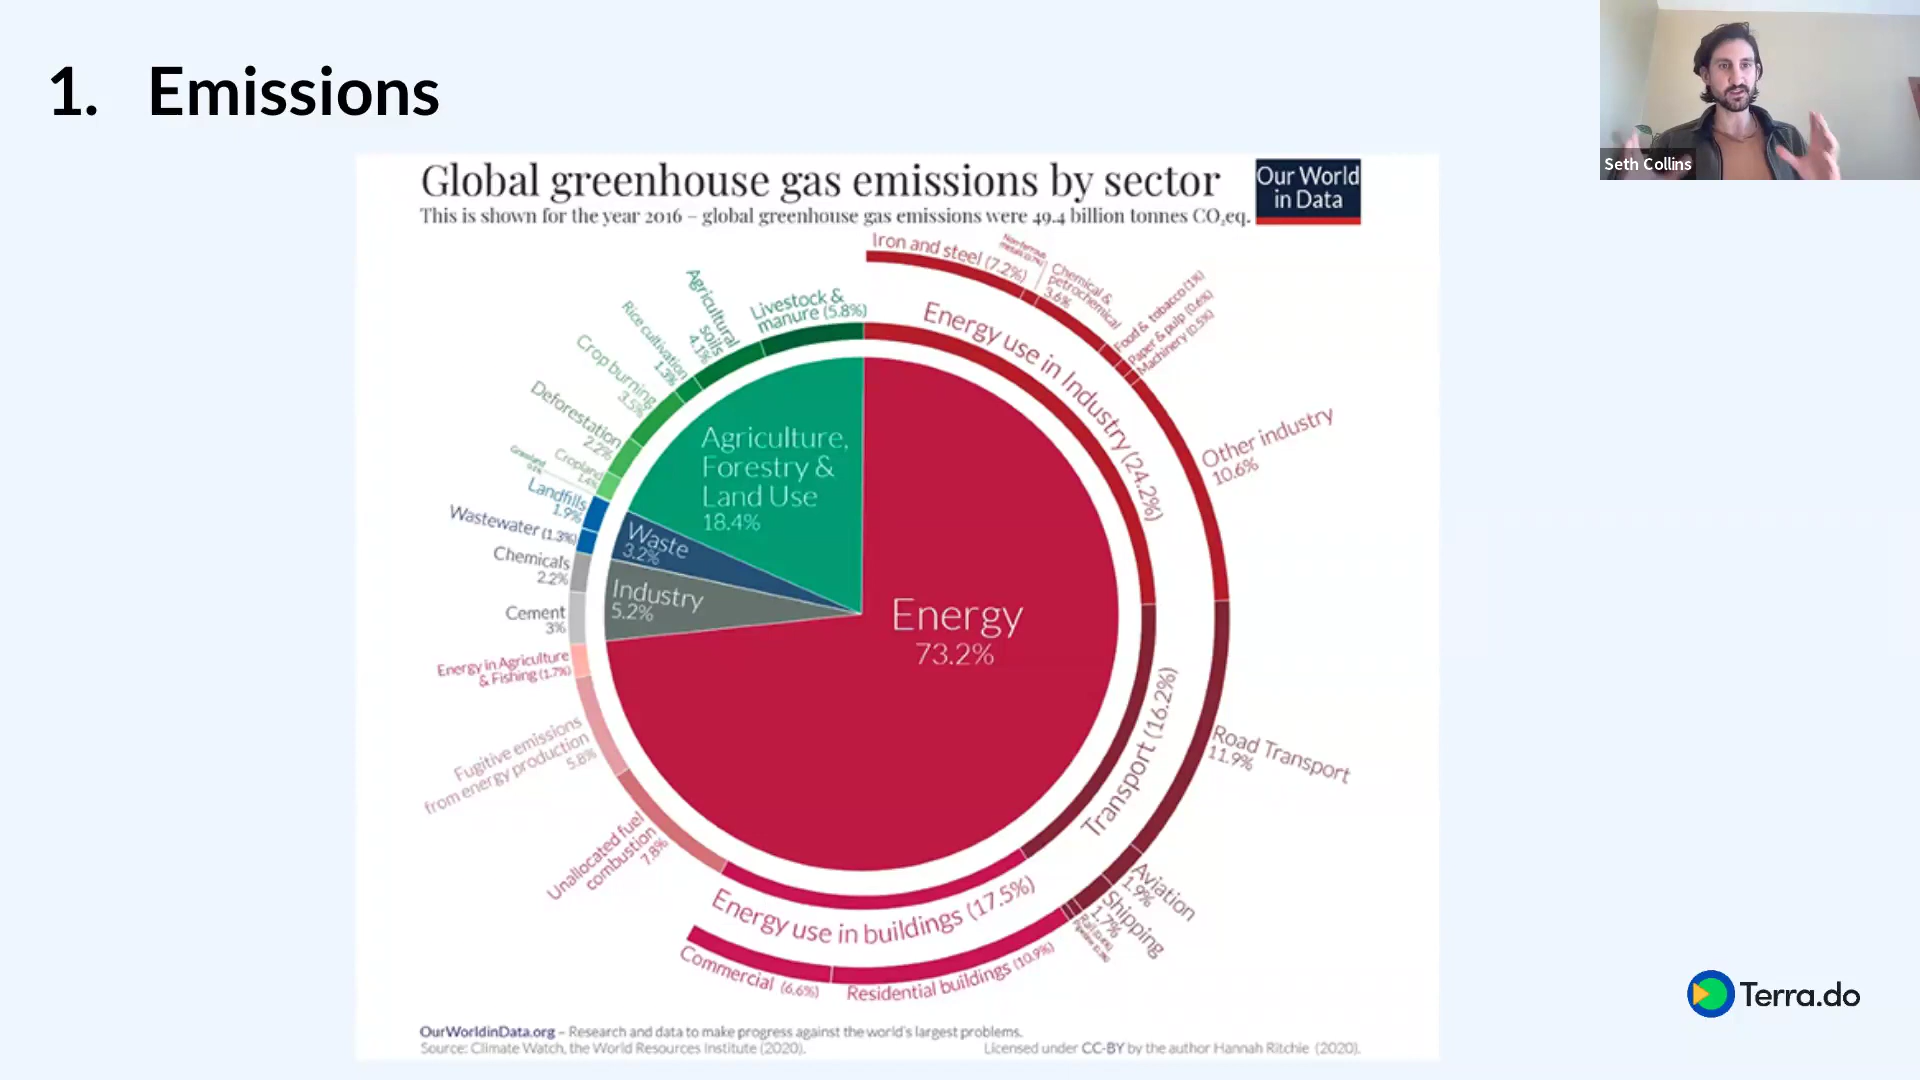 1. Emissions
Seth Collins
Global greenhouse gas emissions by sector
This is shown for the year 2016 – global greenhouse gas emissions were 49.4 billion tonnes CO₂eq.
Our World
in Data
Iron and steel (7.2%)
Chemical &
petrochemical
3.6%
Food & tobacco (1%)
Paper & pulp (0.6%)
Machinery (0.5%)
Energy use in Industry (24.2%)
Other industry
10.6%
Livestock &
manure (5.8%)
Agricultural
soils
4.1%
Rice cultivation
1.3%
Crop burning
3.5%
Deforestation
2.2%
Cropland
1.4%
Landfills
1.9%
Wastewater (1.3%)
Chemicals
2.2%
Cement
3%
Energy in Agriculture
& Fishing (1.7%)
Fugitive emissions
from energy production
5.8%
Unallocated fuel
combustion
7.8%
Agriculture,
Forestry &
Land Use
18.4%
Waste
3.2%
Industry
5.2%
Energy
73.2%
Transport (16.2%)
Road Transport
11.9%
Aviation
1.9%
Shipping
1.7%
Energy use in buildings (17.5%)
Commercial (6.6%)
Residential buildings (10.9%)
Terra.do
OurWorldinData.org – Research and data to make progress against the world's largest problems.
Source: Climate Watch, the World Resources Institute (2020).
Licensed under CC-BY by the author Hannah Ritchie (2020).